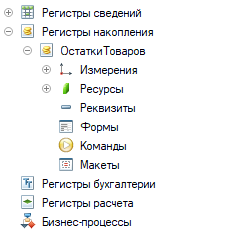 Регистры сведений
Регистры накопления
ОстаткиТоваров
Измерения
Ресурсы
Реквизиты
Формы
Команды
Макеты
Регистры бухгалтерии
Регистры расчета
Бизнес-процессы